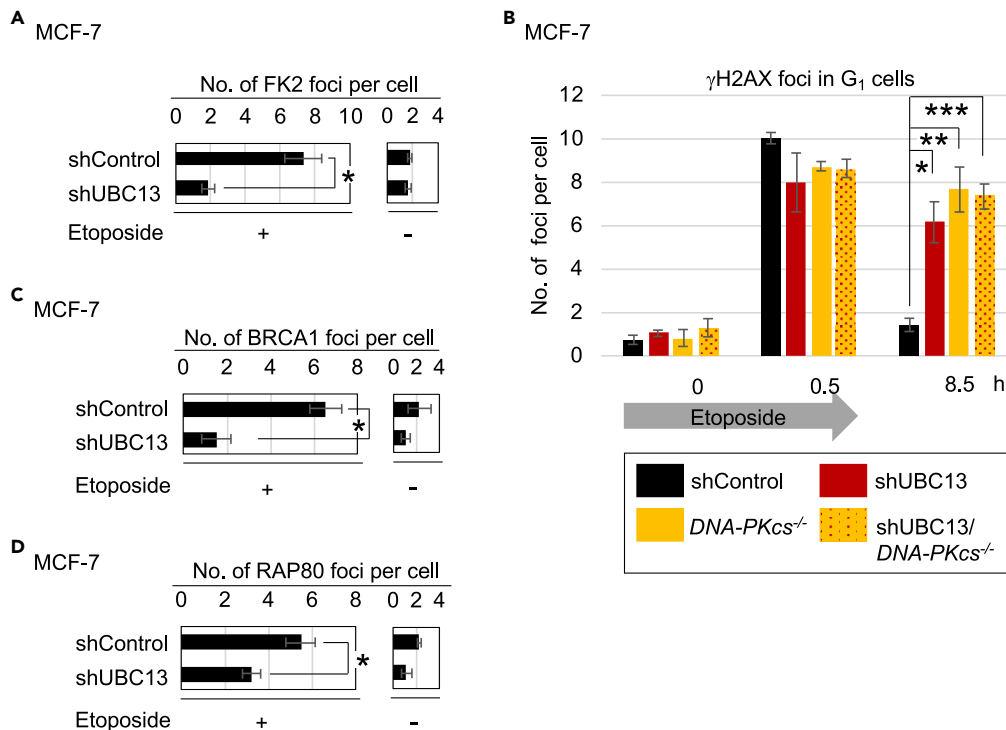 A
MCF-7
No. of FK2 foci per cell
0 2 4 6 8 10 0 2 4
shControl
shUBC13
*
Etoposide + -
C
MCF-7
No. of BRCA1 foci per cell
0 2 4 6 8 0 2 4
shControl
shUBC13
*
Etoposide + -
D
MCF-7
No. of RAP80 foci per cell
0 2 4 6 8 0 2 4
shControl
shUBC13
*
Etoposide + -
B
MCF-7
γH2AX foci in G₁ cells
No. of foci per cell
12
10
8
6
4
2
0
***
**
*
0 0.5 8.5 h
Etoposide
shControl shUBC13
DNA-PKcs⁻/⁻ shUBC13/
DNA-PKcs⁻/⁻